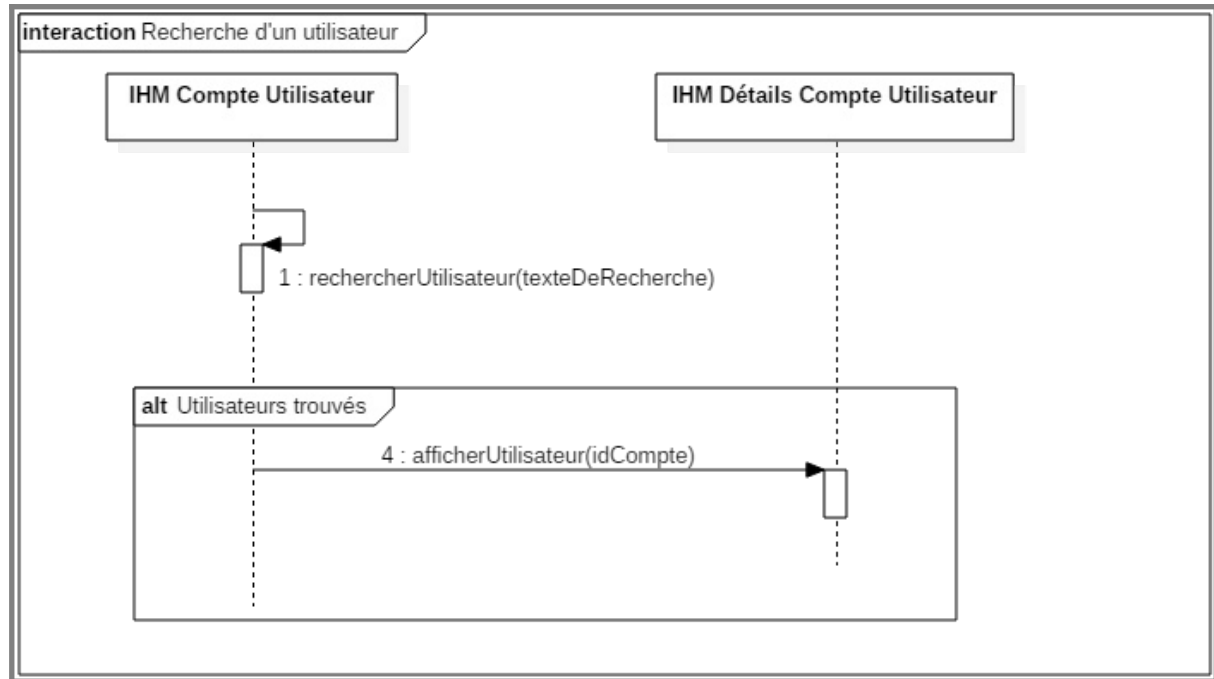 interaction Recherche d'un utilisateur
IHM Compte Utilisateur
IHM Détails Compte Utilisateur
1 : rechercherUtilisateur(texteDeRecherche)
alt Utilisateurs trouvés
4 : afficherUtilisateur(idCompte)